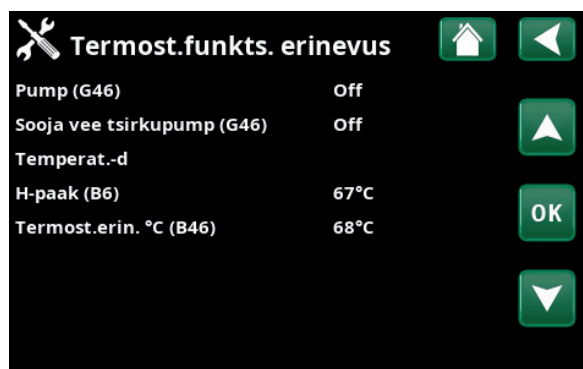 Termost.funkts. erinevus
Pump (G46) Off
Sooja vee tsirkupump (G46) Off
Temperat.-d
H-paak (B6) 67°C
Termost.erin. °C (B46) 68°C
OK